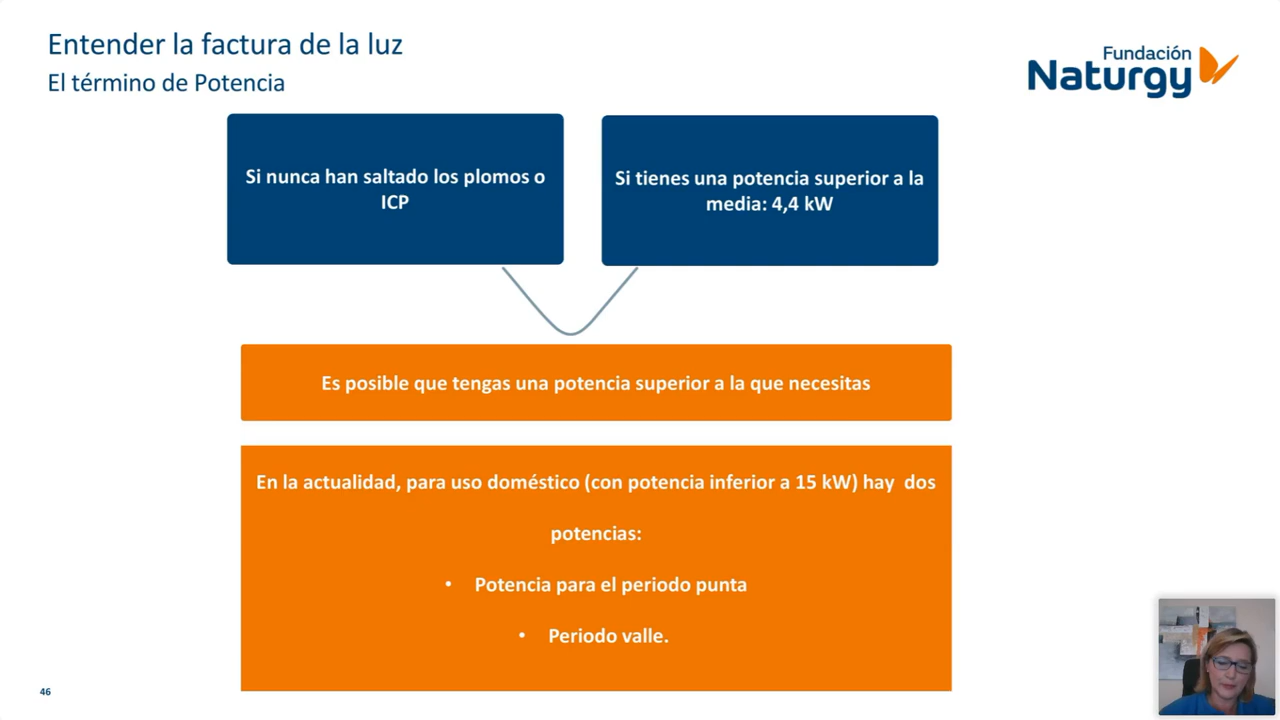 Entender la factura de la luz
El término de Potencia
Fundación
Naturgy
Si nunca han saltado los plomos o
ICP
Si tienes una potencia superior a la
media: 4,4 kW
Es posible que tengas una potencia superior a la que necesitas
En la actualidad, para uso doméstico (con potencia inferior a 15 kW) hay  dos
potencias:
• Potencia para el periodo punta
• Periodo valle.
46